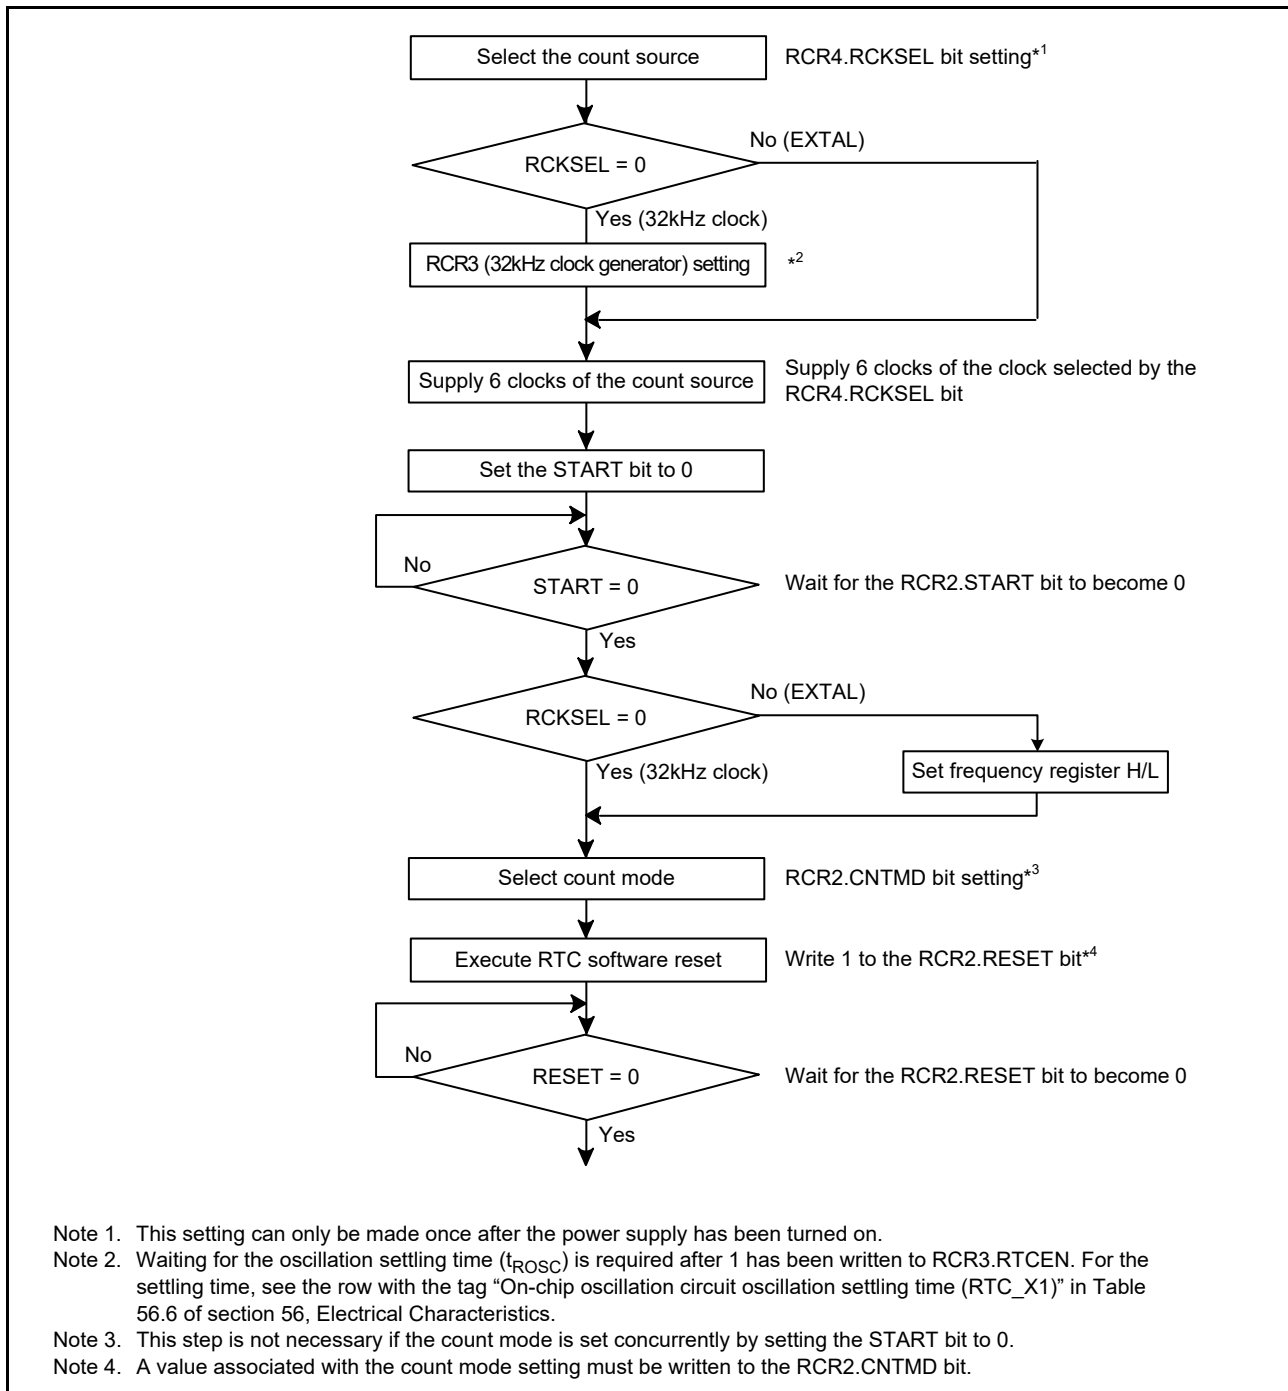 Select the count source
RCR4.RCKSEL bit setting*1
No (EXTAL)
RCKSEL = 0
Yes (32kHz clock)
RCR3 (32kHz clock generator) setting
*2
Supply 6 clocks of the count source
Supply 6 clocks of the clock selected by the
RCR4.RCKSEL bit
Set the START bit to 0
No
START = 0
Wait for the RCR2.START bit to become 0
Yes
No (EXTAL)
RCKSEL = 0
Yes (32kHz clock)
Set frequency register H/L
Select count mode
RCR2.CNTMD bit setting*3
Execute RTC software reset
Write 1 to the RCR2.RESET bit*4
No
RESET = 0
Wait for the RCR2.RESET bit to become 0
Yes
Note 1. This setting can only be made once after the power supply has been turned on.
Note 2. Waiting for the oscillation settling time (tROSC) is required after 1 has been written to RCR3.RTCEN. For the
settling time, see the row with the tag “On-chip oscillation circuit oscillation settling time (RTC_X1)” in Table
56.6 of section 56, Electrical Characteristics.
Note 3. This step is not necessary if the count mode is set concurrently by setting the START bit to 0.
Note 4. A value associated with the count mode setting must be written to the RCR2.CNTMD bit.